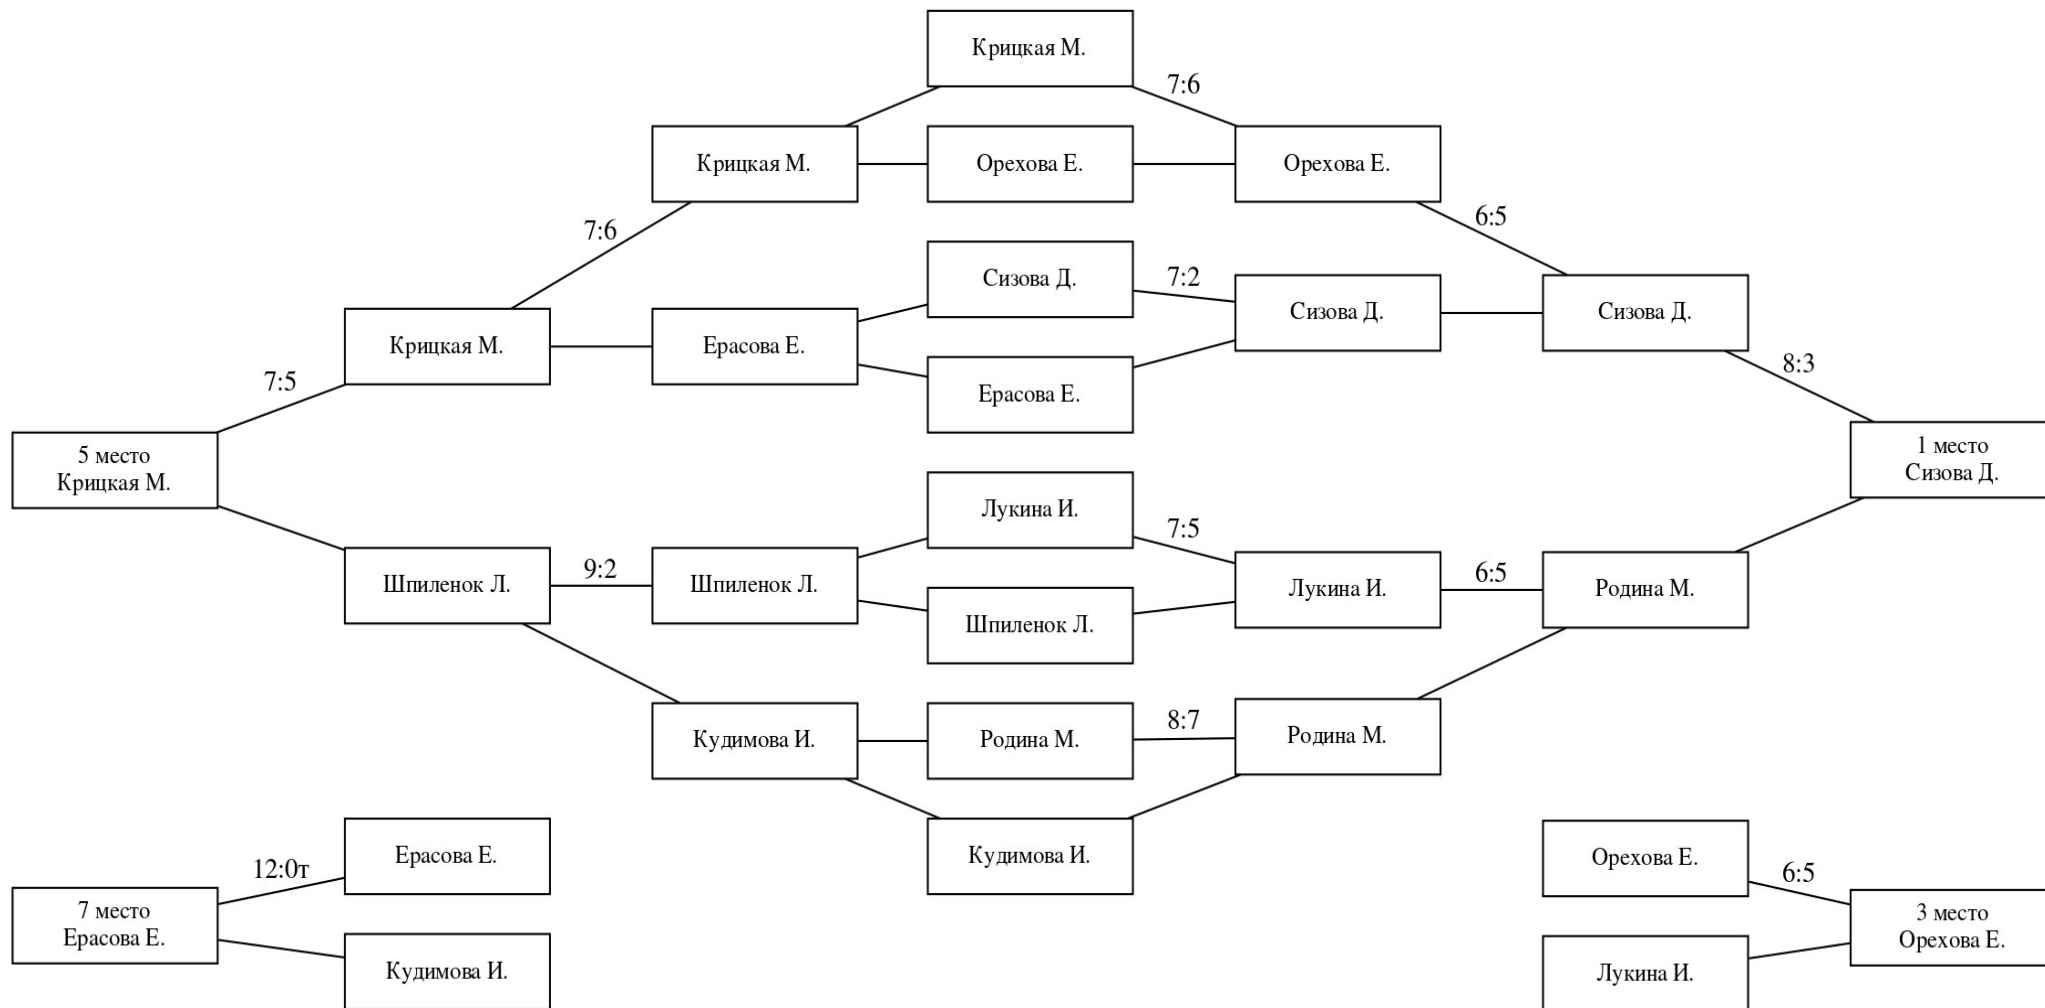 Крицкая М.
7:6
Крицкая М.
Орехова Е.
Орехова Е.
7:6
6:5
Сизова Д.
7:2
Крицкая М.
Ерасова Е.
Сизова Д.
Сизова Д.
7:5
8:3
Ерасова Е.
5 место
Крицкая М.
1 место
Сизова Д.
Лукина И.
7:5
Шпиленок Л.
9:2
Шпиленок Л.
Лукина И.
6:5
Родина М.
Шпиленок Л.
Кудимова И.
Родина М.
8:7
Родина М.
Ерасова Е.
Кудимова И.
Орехова Е.
12:0т
6:5
7 место
Ерасова Е.
3 место
Орехова Е.
Кудимова И.
Лукина И.